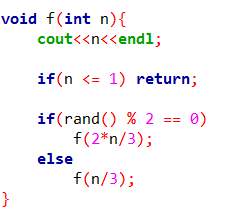 void f(int n){
    cout<<n<<endl;

    if(n <= 1) return;

    if(rand() % 2 == 0)
        f(2*n/3);
    else
        f(n/3);
}